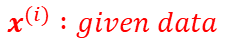 𝒙⁽ⁱ⁾ : given data